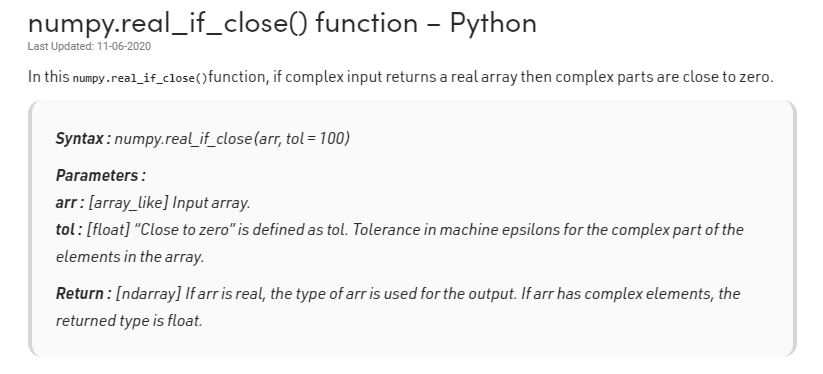 numpy.real_if_close() function – Python
Last Updated: 11-06-2020
In this numpy.real_if_close()function, if complex input returns a real array then complex parts are close to zero.
Syntax : numpy.real_if_close(arr, tol = 100)
Parameters :
arr : [array_like] Input array.
tol : [float] “Close to zero” is defined as tol. Tolerance in machine epsilons for the complex part of the
elements in the array.
Return : [ndarray] If arr is real, the type of arr is used for the output. If arr has complex elements, the
returned type is float.